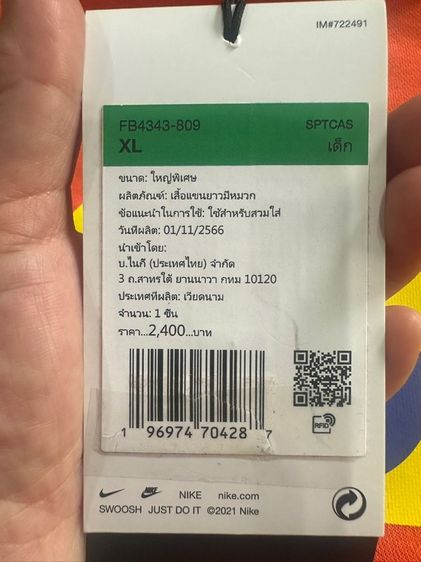 IM#722491
FB4343-809 SPTCAS
XL เด็ก
ขนาด: ใหญ่พิเศษ
ผลิตภัณฑ์: เสื้อแขนยาวมีหมวก
ข้อแนะนำในการใช้: ใช้สำหรับสวมใส่
วันที่ผลิต: 01/11/2566
นำเข้าโดย:
บ.ไนกี้ (ประเทศไทย) จำกัด
3 ถ.สาทรใต้ ยานนาวา กทม 10120
ประเทศที่ผลิต: เวียดนาม
จำนวน: 1 ชิ้น
ราคา...2,400...บาท
RFID
1 96974 70428 7
NIKE NIKE nike.com
SWOOSH JUST DO IT ©2021 Nike